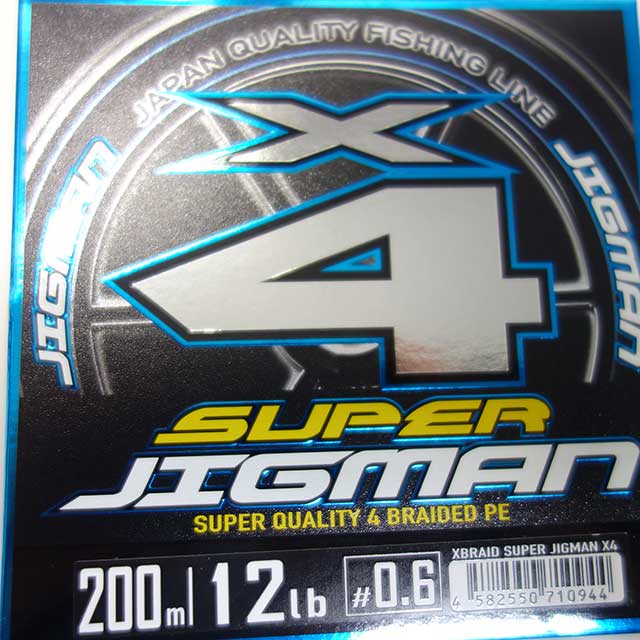 JAPAN QUALITY FISHING LINE
X
4
JIGMAN
JIGMAN
SUPER
JIGMAN
SUPER QUALITY 4 BRAIDED PE
200m 12lb #0.6
XBRAID SUPER JIGMAN X4
4 582550 710944